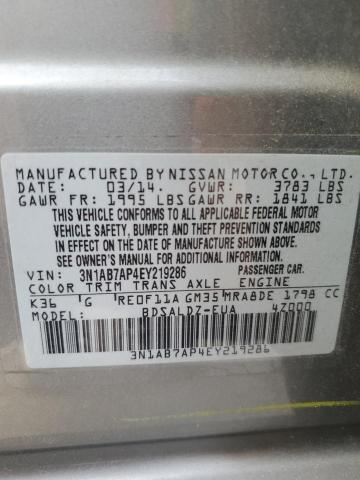 MANUFACTURED BY NISSAN MOTOR CO., LTD.
DATE: 03/14. GVWR: 3783 LBS
GAWR FR: 1995 LBS GAWR RR: 1841 LBS
THIS VEHICLE CONFORMS TO ALL APPLICABLE FEDERAL MOTOR
VEHICLE SAFETY, BUMPER AND THEFT PREVENTION STANDARDS
IN EFFECT ON THE DATE OF MANUFACTURE SHOWN ABOVE.
SEE OWNER'S MANUAL FOR ADDITIONAL INFORMATION.
VIN: 3N1AB7AP4EY219286 PASSENGER CAR.
COLOR TRIM TRANS AXLE ENGINE
K36 G RE0F11A GM35 MRA8DE 1798 CC
MODEL: BDSALDZ-EUA 4Z000
3N1AB7AP4EY219286